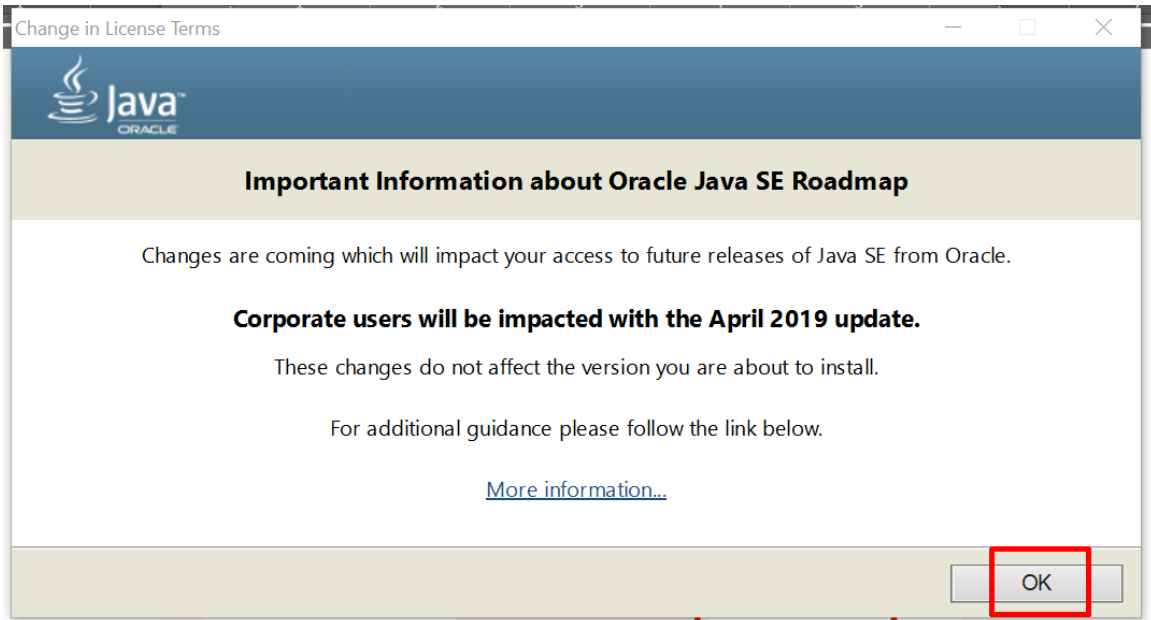 Change in License Terms
Java™
ORACLE
Important Information about Oracle Java SE Roadmap
Changes are coming which will impact your access to future releases of Java SE from Oracle.
Corporate users will be impacted with the April 2019 update.
These changes do not affect the version you are about to install.
For additional guidance please follow the link below.
More information...
OK